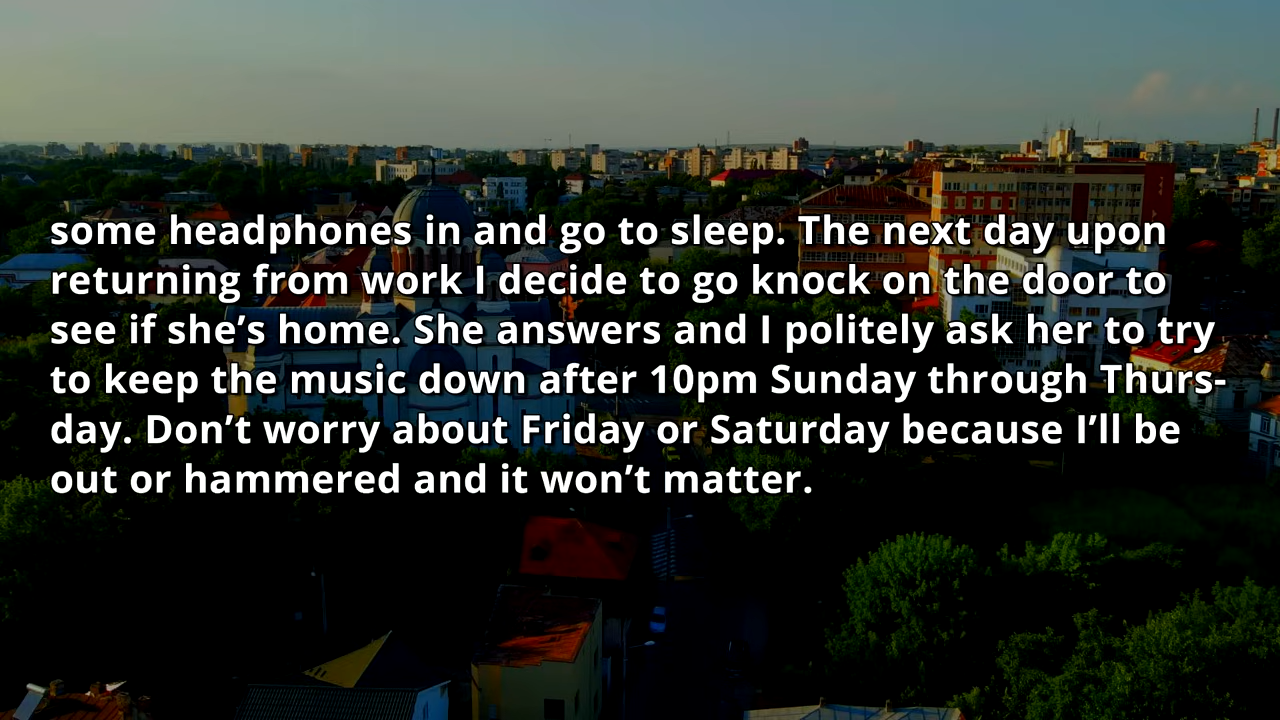 some headphones in and go to sleep. The next day upon
returning from work I decide to go knock on the door to
see if she’s home. She answers and I politely ask her to try
to keep the music down after 10pm Sunday through Thurs-
day. Don’t worry about Friday or Saturday because I’ll be
out or hammered and it won’t matter.